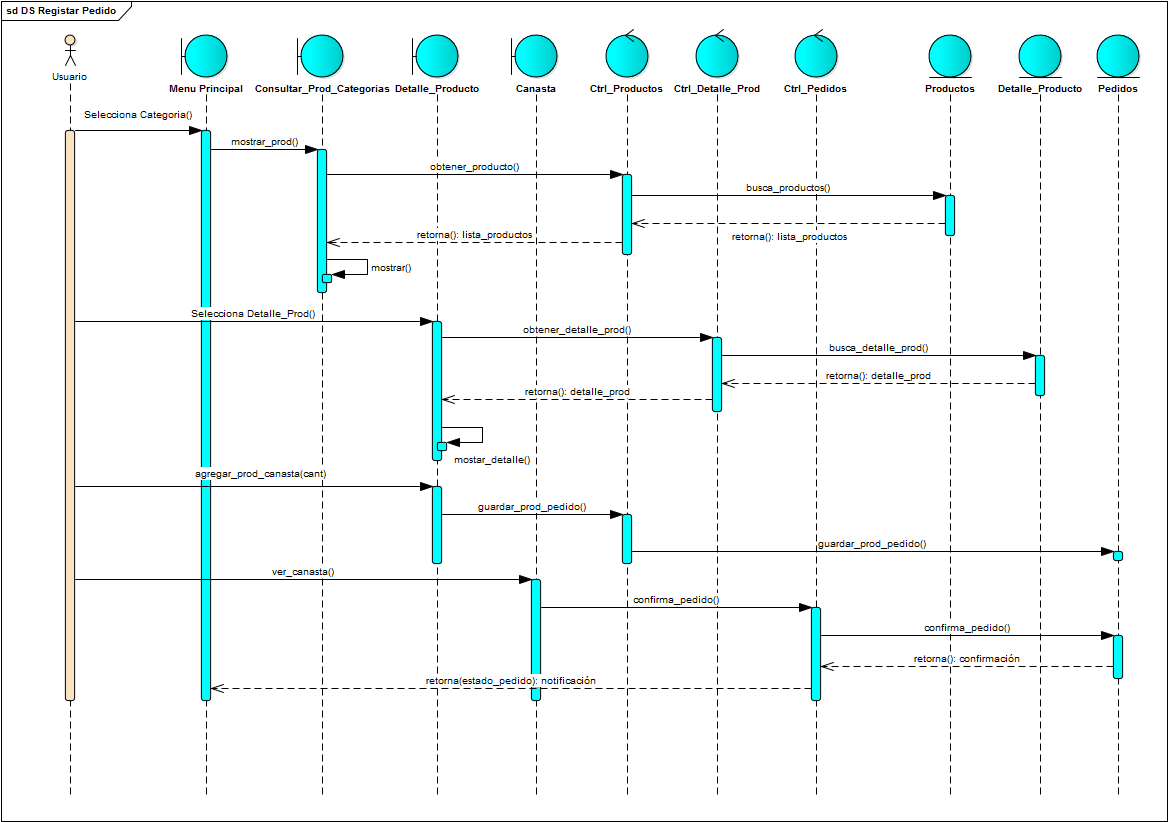 sd DS Registar Pedido
Usuario
Menu Principal
Consultar_Prod_Categorias
Detalle_Producto
Canasta
Ctrl_Productos
Ctrl_Detalle_Prod
Ctrl_Pedidos
Productos
Detalle_Producto
Pedidos
Selecciona Categoria()
mostrar_prod()
obtener_producto()
busca_productos()
retorna(): lista_productos
retorna(): lista_productos
mostrar()
Selecciona Detalle_Prod()
obtener_detalle_prod()
busca_detalle_prod()
retorna(): detalle_prod
retorna(): detalle_prod
mostar_detalle()
agregar_prod_canasta(cant)
guardar_prod_pedido()
guardar_prod_pedido()
ver_canasta()
confirma_pedido()
confirma_pedido()
retorna(): confirmación
retorna(estado_pedido): notificación